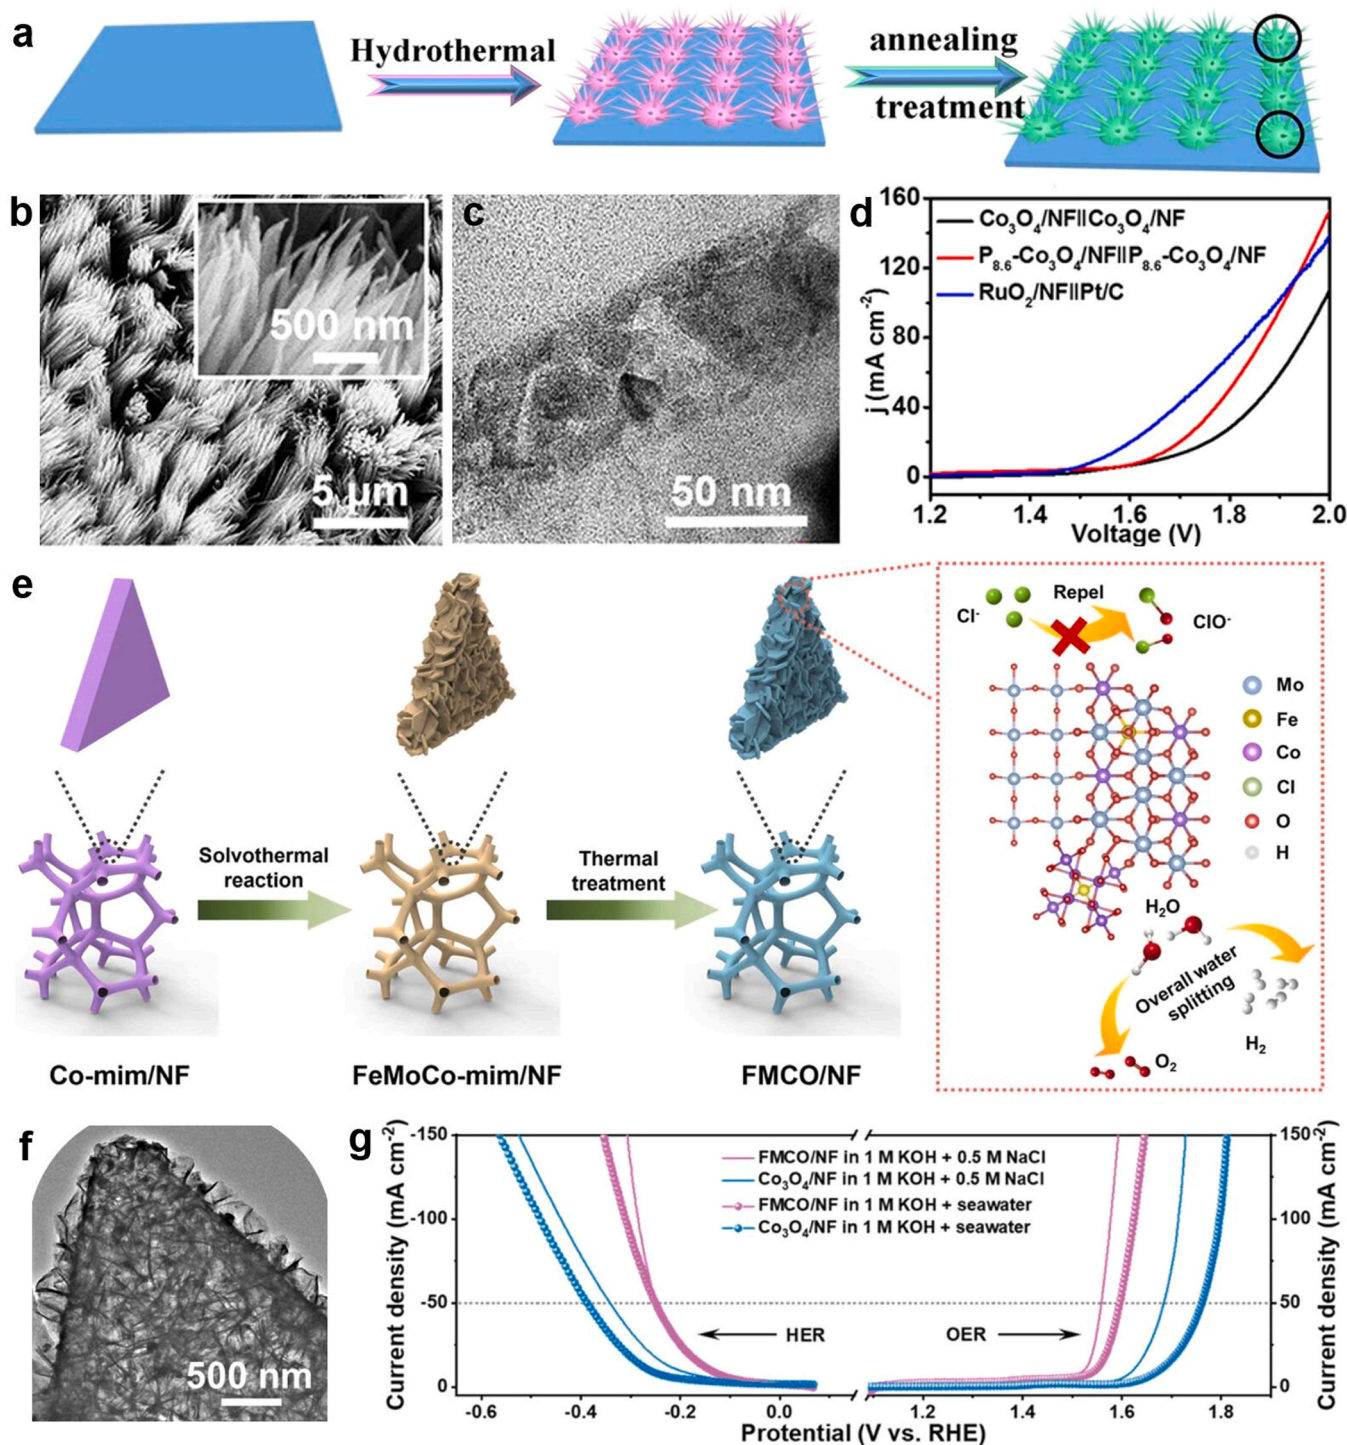 a
Hydrothermal
annealing
treatment
b
500 nm
5 μm
c
50 nm
d
160
120
80
40
0
j (mA cm⁻²)
Co₃O₄/NF||Co₃O₄/NF
P₈.₆-Co₃O₄/NF||P₈.₆-Co₃O₄/NF
RuO₂/NF||Pt/C
1.2 1.4 1.6 1.8 2.0
Voltage (V)
e
Solvothermal
reaction
Thermal
treatment
Co-mim/NF
FeMoCo-mim/NF
FMCO/NF
Repel
Cl⁻
ClO⁻
Mo
Fe
Co
Cl
O
H
H₂O
Overall water
splitting
H₂
O₂
f
500 nm
g
Current density (mA cm⁻²)
-150
-100
-50
0
FMCO/NF in 1 M KOH + 0.5 M NaCl
Co₃O₄/NF in 1 M KOH + 0.5 M NaCl
FMCO/NF in 1 M KOH + seawater
Co₃O₄/NF in 1 M KOH + seawater
HER
OER
150
100
50
0
Current density (mA cm⁻²)
-0.6 -0.4 -0.2 0.0 1.2 1.4 1.6 1.8
Potential (V vs. RHE)